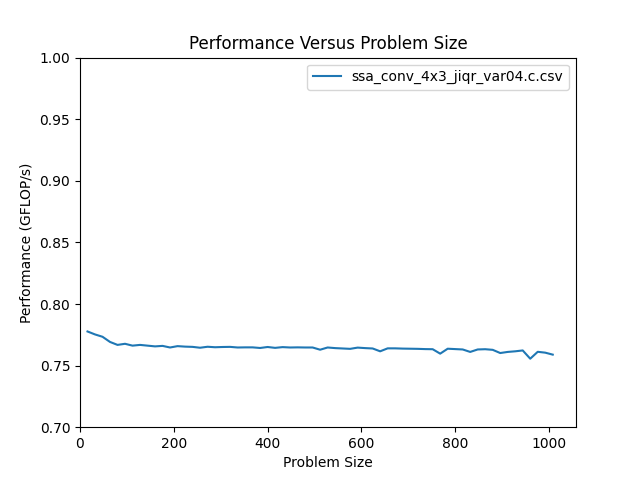 Performance Versus Problem Size
ssa_conv_4x3_jiqr_var04.c.csv
1.00
0.95
0.90
0.85
0.80
0.75
0.70
Performance (GFLOP/s)
0 200 400 600 800 1000
Problem Size